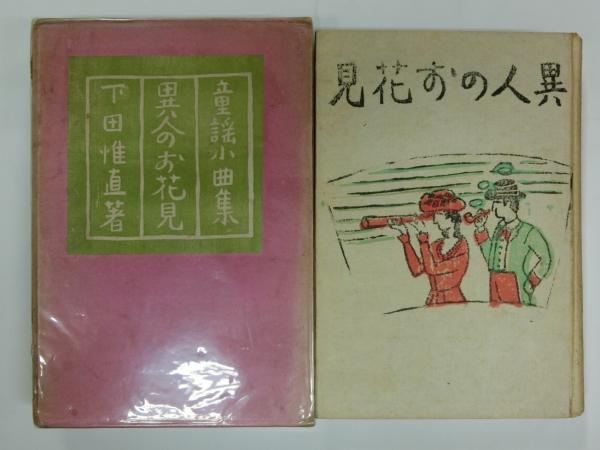 童謡小曲集
異人のお花見
下田惟直著
異人のお花見